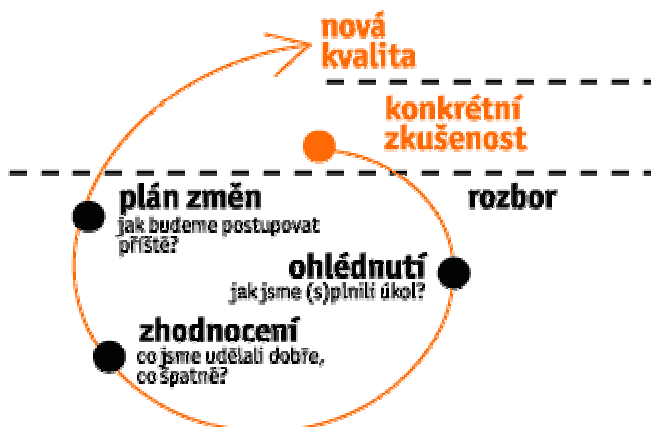 nová
kvalita
konkrétní
zkušenost
plán změn
jak budeme postupovat
příště?
rozbor
ohlédnutí
jak jsme (s)plnili úkol?
zhodnocení
co jsme udělali dobře,
co špatně?